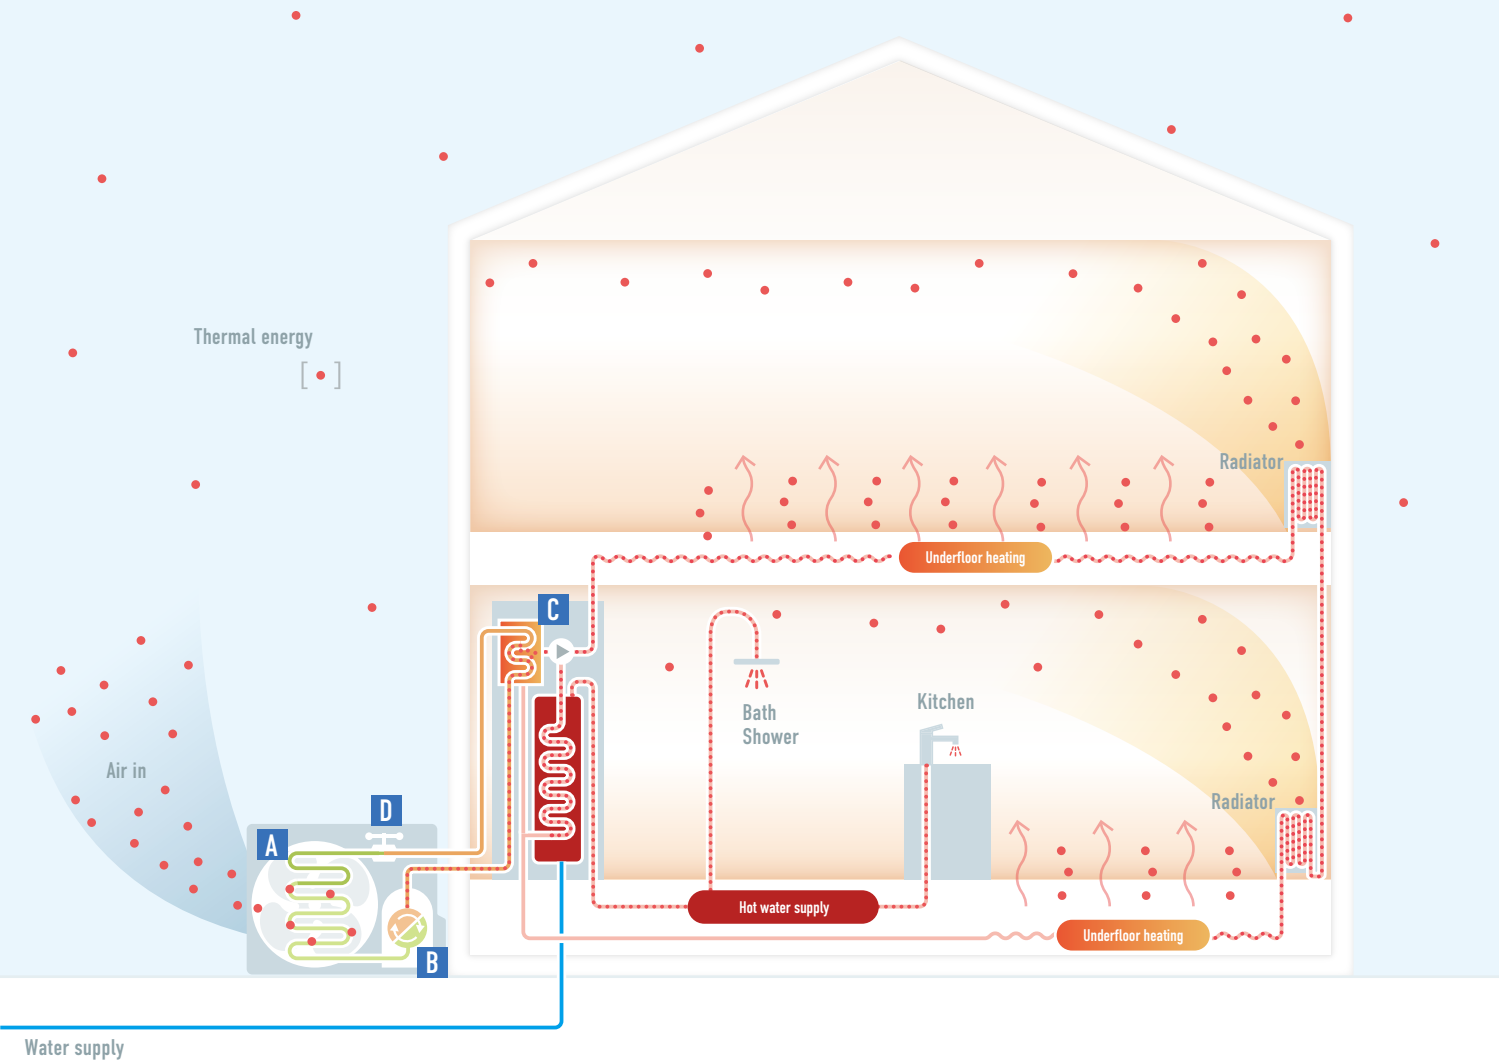 Thermal energy
Radiator
Underfloor heating
C
Bath
Shower
Kitchen
Air in
D
Radiator
A
Hot water supply
Underfloor heating
B
Water supply